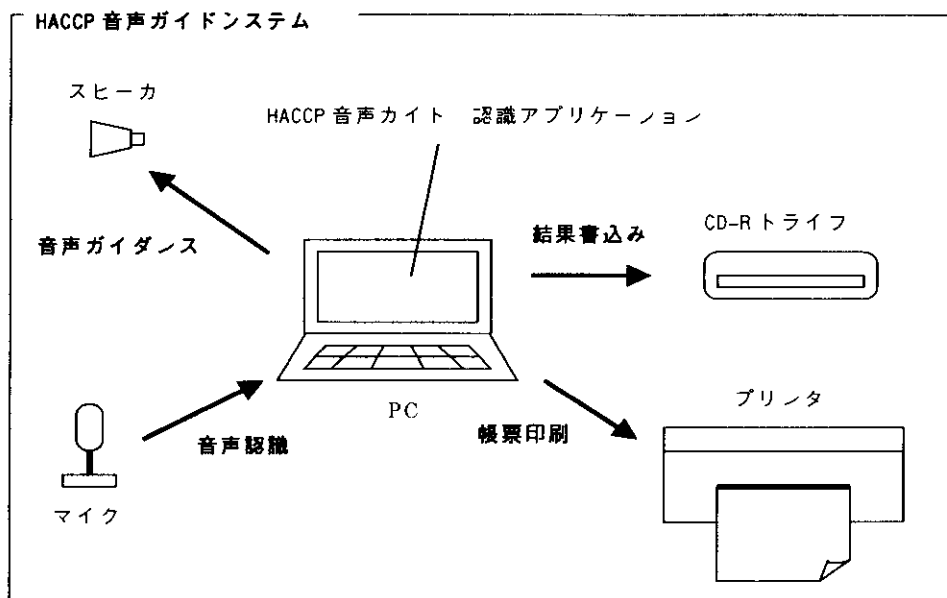 HACCP 音声ガイドンステム
スヒーカ
HACCP 音声カイト 認識アプリケーノョン
音声ガイダノス
結果書込み
CD-R トライフ
PC
プリノタ
音声認識
帳票印刷
マイク